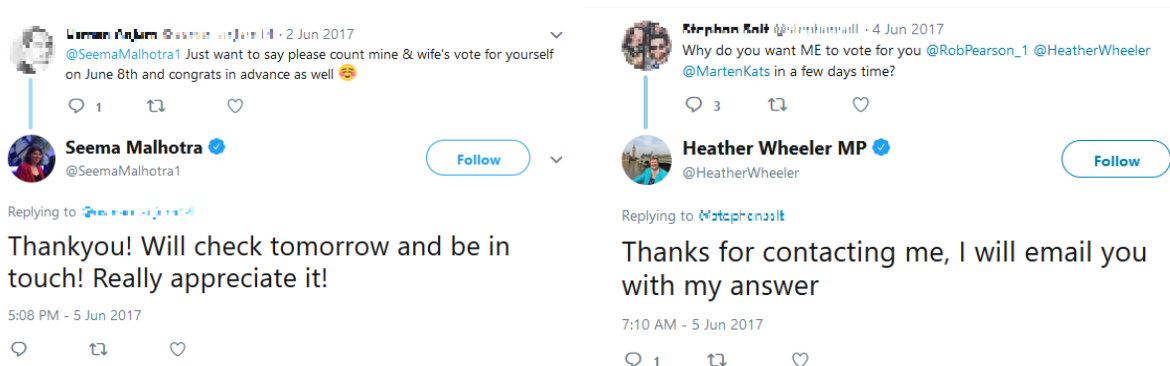 · 2 Jun 2017
@SeemaMalhotra1 Just want to say please count mine & wife's vote for yourself
on June 8th and congrats in advance as well
1
Seema Malhotra
@SeemaMalhotra1
Follow
Replying to
Thankyou! Will check tomorrow and be in
touch! Really appreciate it!
5:08 PM - 5 Jun 2017
· 4 Jun 2017
Why do you want ME to vote for you @RobPearson_1 @HeatherWheeler
@MartenKats in a few days time?
3
Heather Wheeler MP
@HeatherWheeler
Follow
Replying to
Thanks for contacting me, I will email you
with my answer
7:10 AM - 5 Jun 2017
1